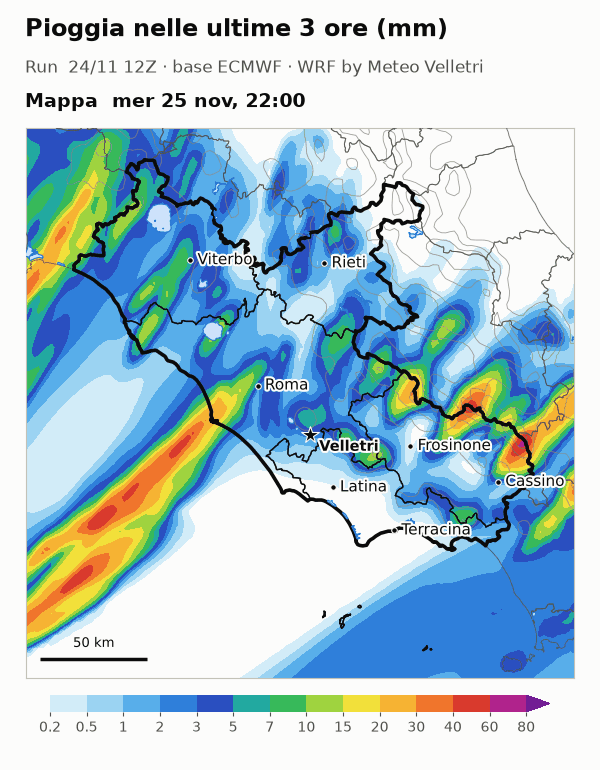 Pioggia nelle ultime 3 ore (mm)
Run  24/11 12Z · base ECMWF · WRF by Meteo Velletri
Mappa  mer 25 nov, 22:00
Viterbo
Rieti
Roma
Velletri
Frosinone
Cassino
Latina
Terracina
50 km
0.2 0.5 1 2 3 5 7 10 15 20 30 40 60 80